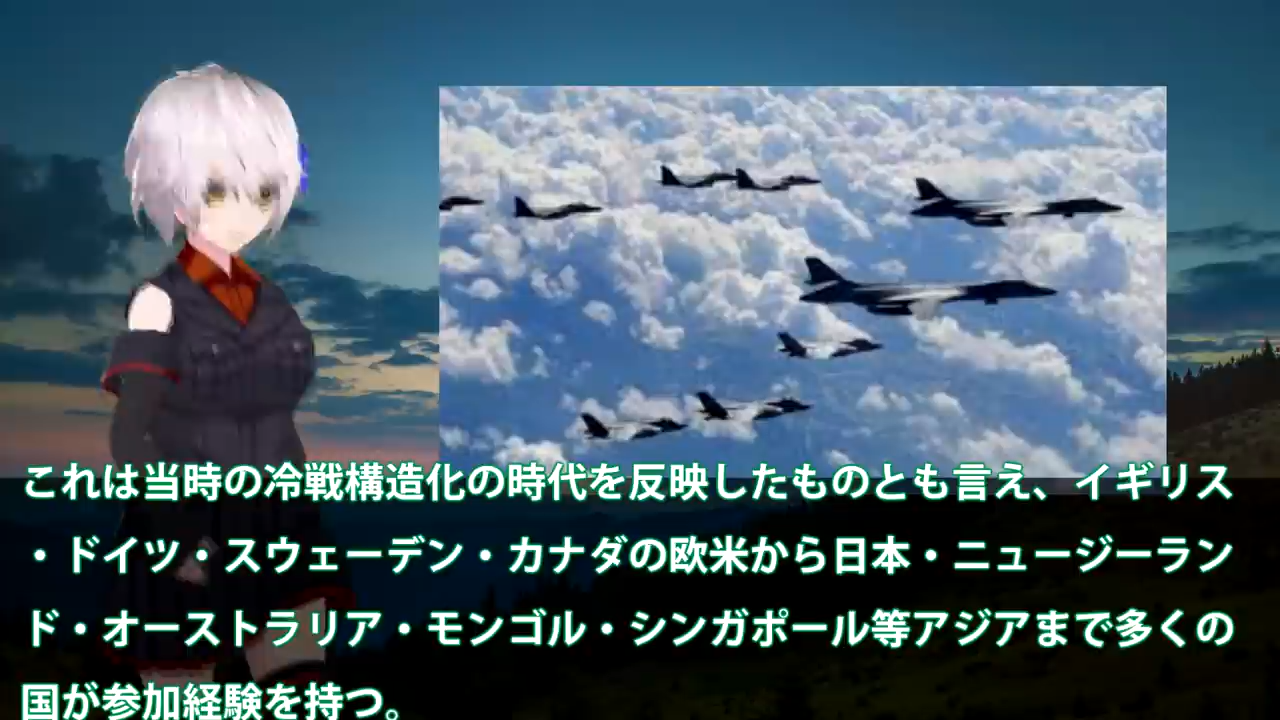 これは当時の冷戦構造化の時代を反映したものとも言え、イギリス
・ドイツ・スウェーデン・カナダの欧米から日本・ニュージーラン
ド・オーストラリア・モンゴル・シンガポール等アジアまで多くの
国が参加経験を持つ。